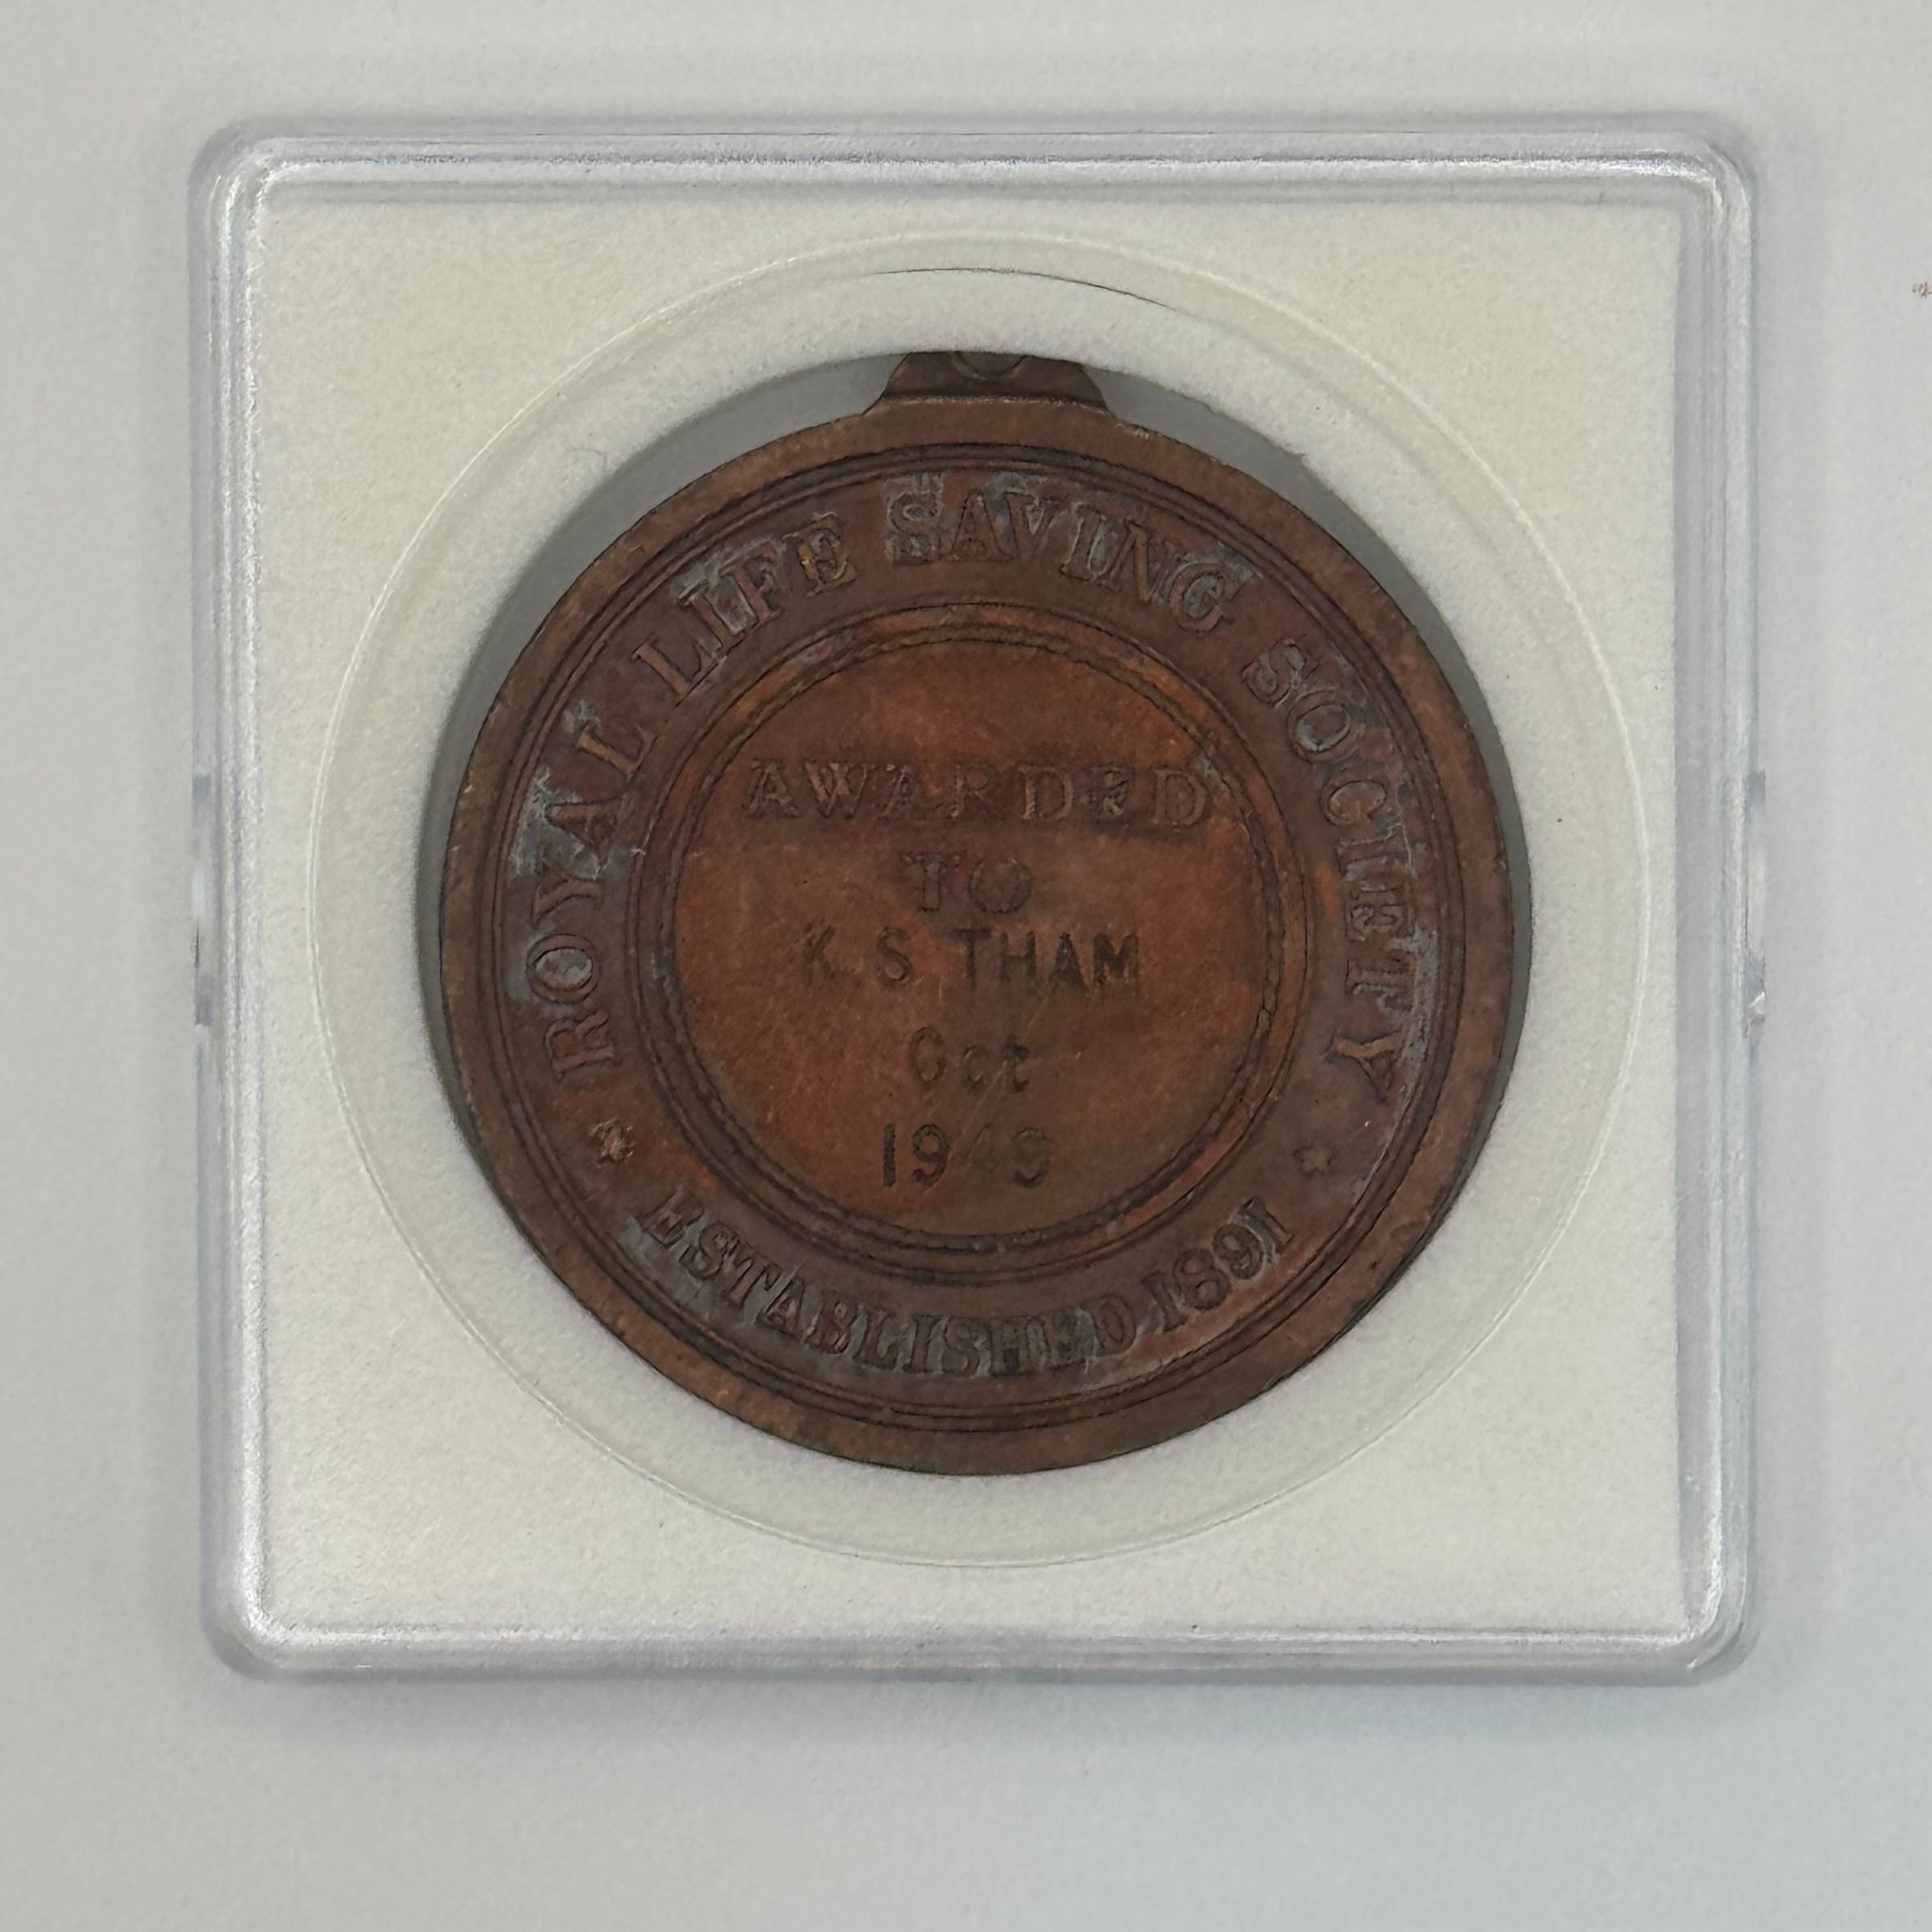 ROYAL LIFE SAVING SOCIETY
AWARDED
TO
K. S. THAM
Oct
1949
ESTABLISHED 1891